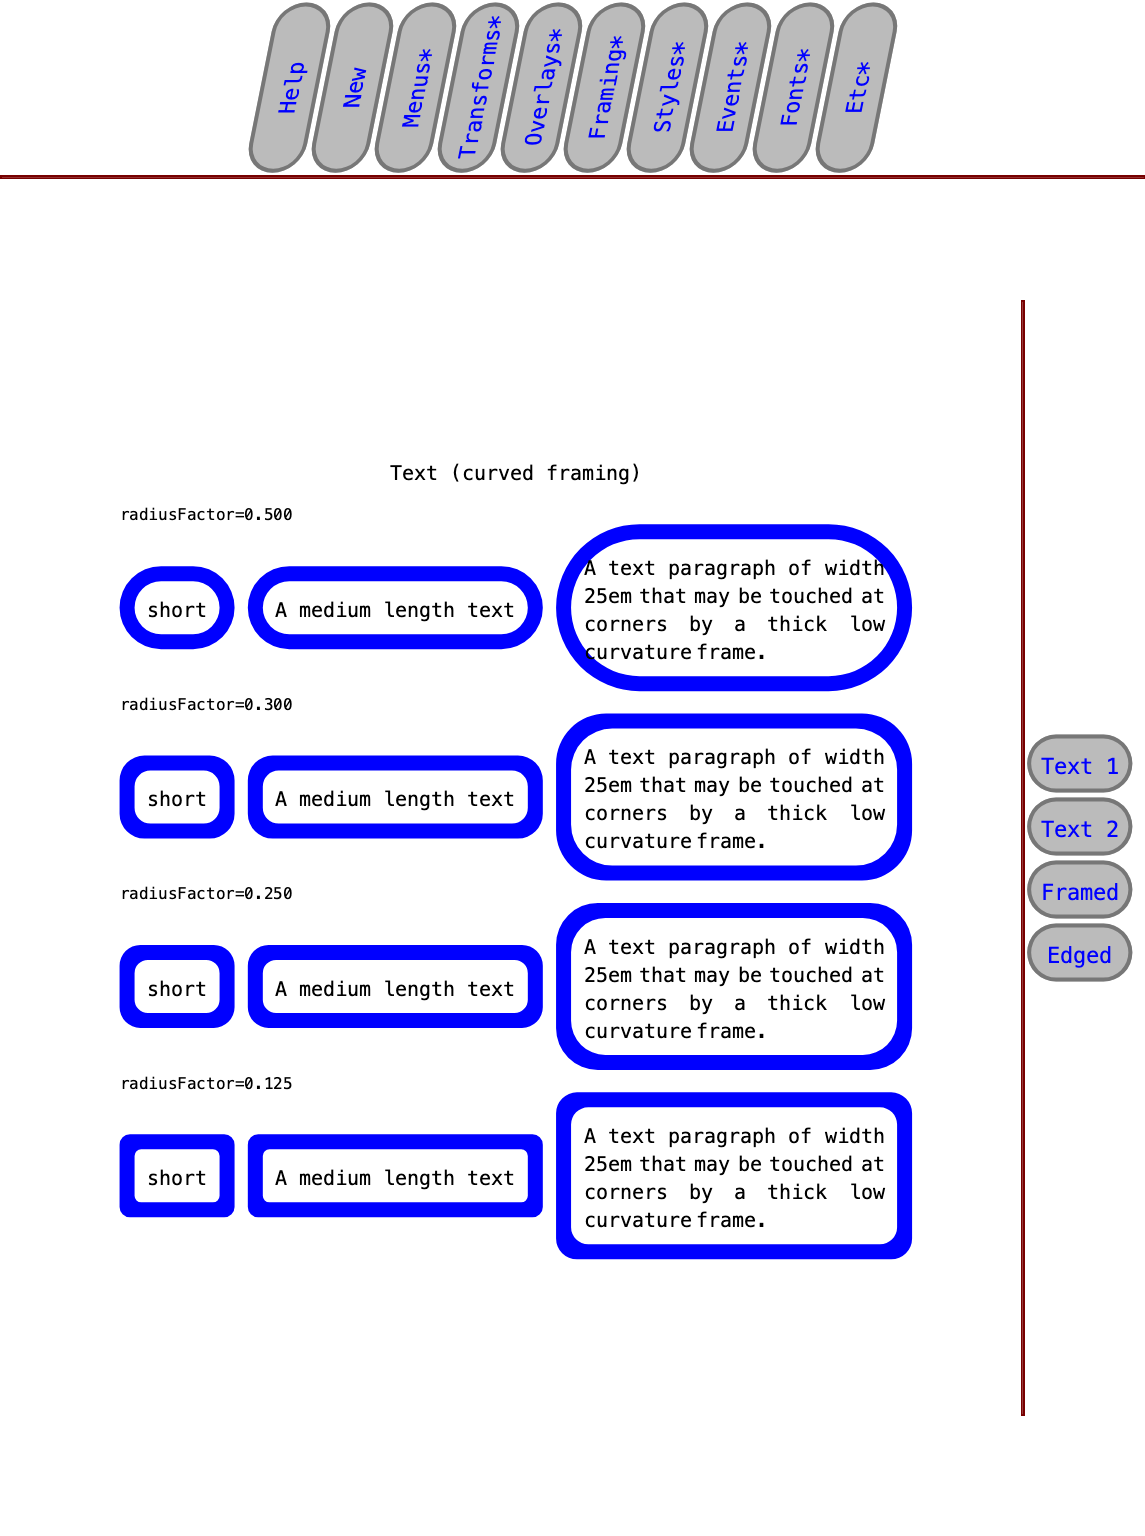 Help
New
Menus*
Transforms*
Overlays*
Framing*
Styles*
Events*
Fonts*
Etc*
Text (curved framing)
radiusFactor=0.500
short
A medium length text
A text paragraph of width
25em that may be touched at
corners by a thick low
curvature frame.
radiusFactor=0.300
short
A medium length text
A text paragraph of width
25em that may be touched at
corners by a thick low
curvature frame.
radiusFactor=0.250
short
A medium length text
A text paragraph of width
25em that may be touched at
corners by a thick low
curvature frame.
radiusFactor=0.125
short
A medium length text
A text paragraph of width
25em that may be touched at
corners by a thick low
curvature frame.
Text 1
Text 2
Framed
Edged